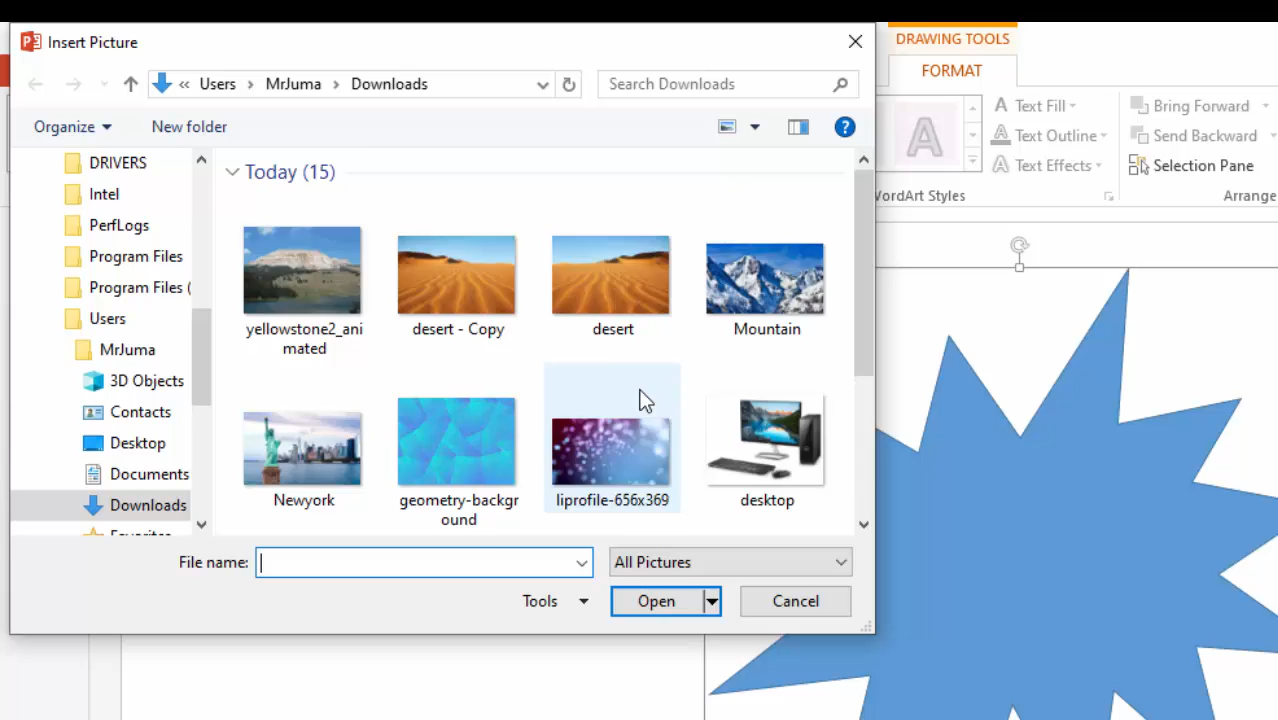 Insert Picture
DRAWING TOOLS
FORMAT
« Users › MrJuma › Downloads
Search Downloads
Organize
New folder
Text Fill
Text Outline
Text Effects
WordArt Styles
Bring Forward
Send Backward
Selection Pane
Arrange
DRIVERS
Intel
PerfLogs
Program Files
Program Files (
Users
MrJuma
3D Objects
Contacts
Desktop
Documents
Downloads
Favorites
Today (15)
yellowstone2_ani
mated
desert - Copy
desert
Mountain
Newyork
geometry-backgr
ound
liprofile-656x369
desktop
File name:
All Pictures
Tools
Open
Cancel